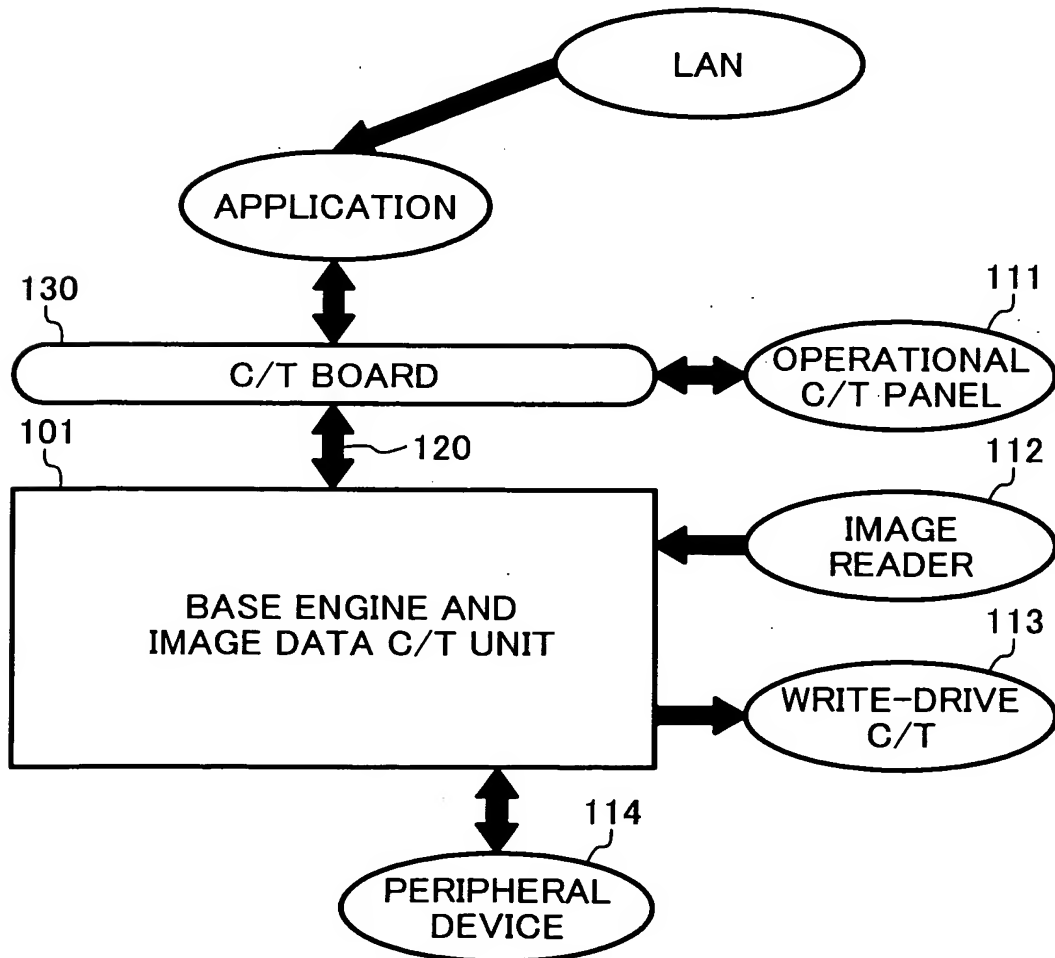 LAN
APPLICATION
130
C/T BOARD
111
OPERATIONAL
C/T PANEL
101
120
112
IMAGE
READER
BASE ENGINE AND
IMAGE DATA C/T UNIT
113
WRITE-DRIVE
C/T
114
PERIPHERAL
DEVICE